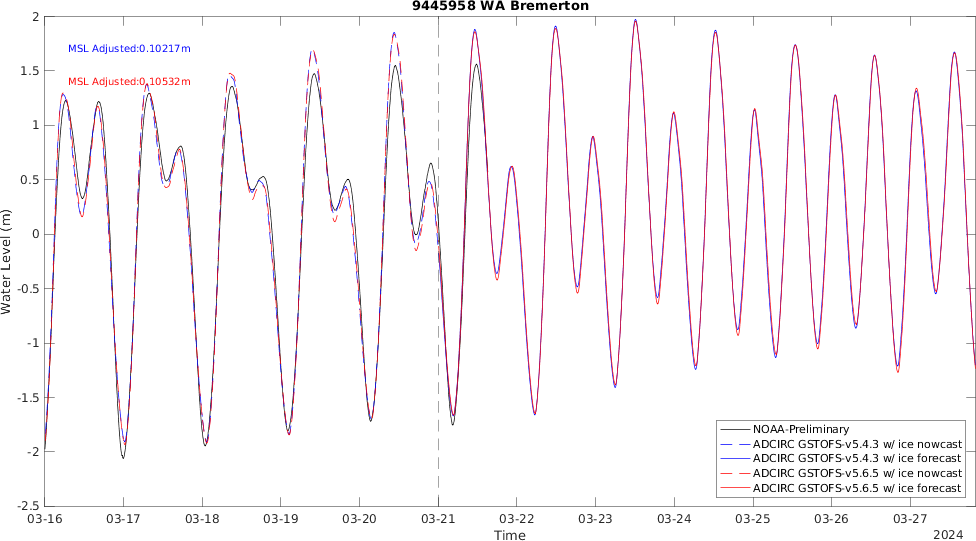 9445958 WA Bremerton
MSL Adjusted:0.10217m
MSL Adjusted:0.10532m
Water Level (m)
2
1.5
1
0.5
0
-0.5
-1
-1.5
-2
-2.5
NOAA-Preliminary
ADCIRC GSTOFS-v5.4.3 w/ ice nowcast
ADCIRC GSTOFS-v5.4.3 w/ ice forecast
ADCIRC GSTOFS-v5.6.5 w/ ice nowcast
ADCIRC GSTOFS-v5.6.5 w/ ice forecast
03-16 03-17 03-18 03-19 03-20 03-21 03-22 03-23 03-24 03-25 03-26 03-27
Time
2024